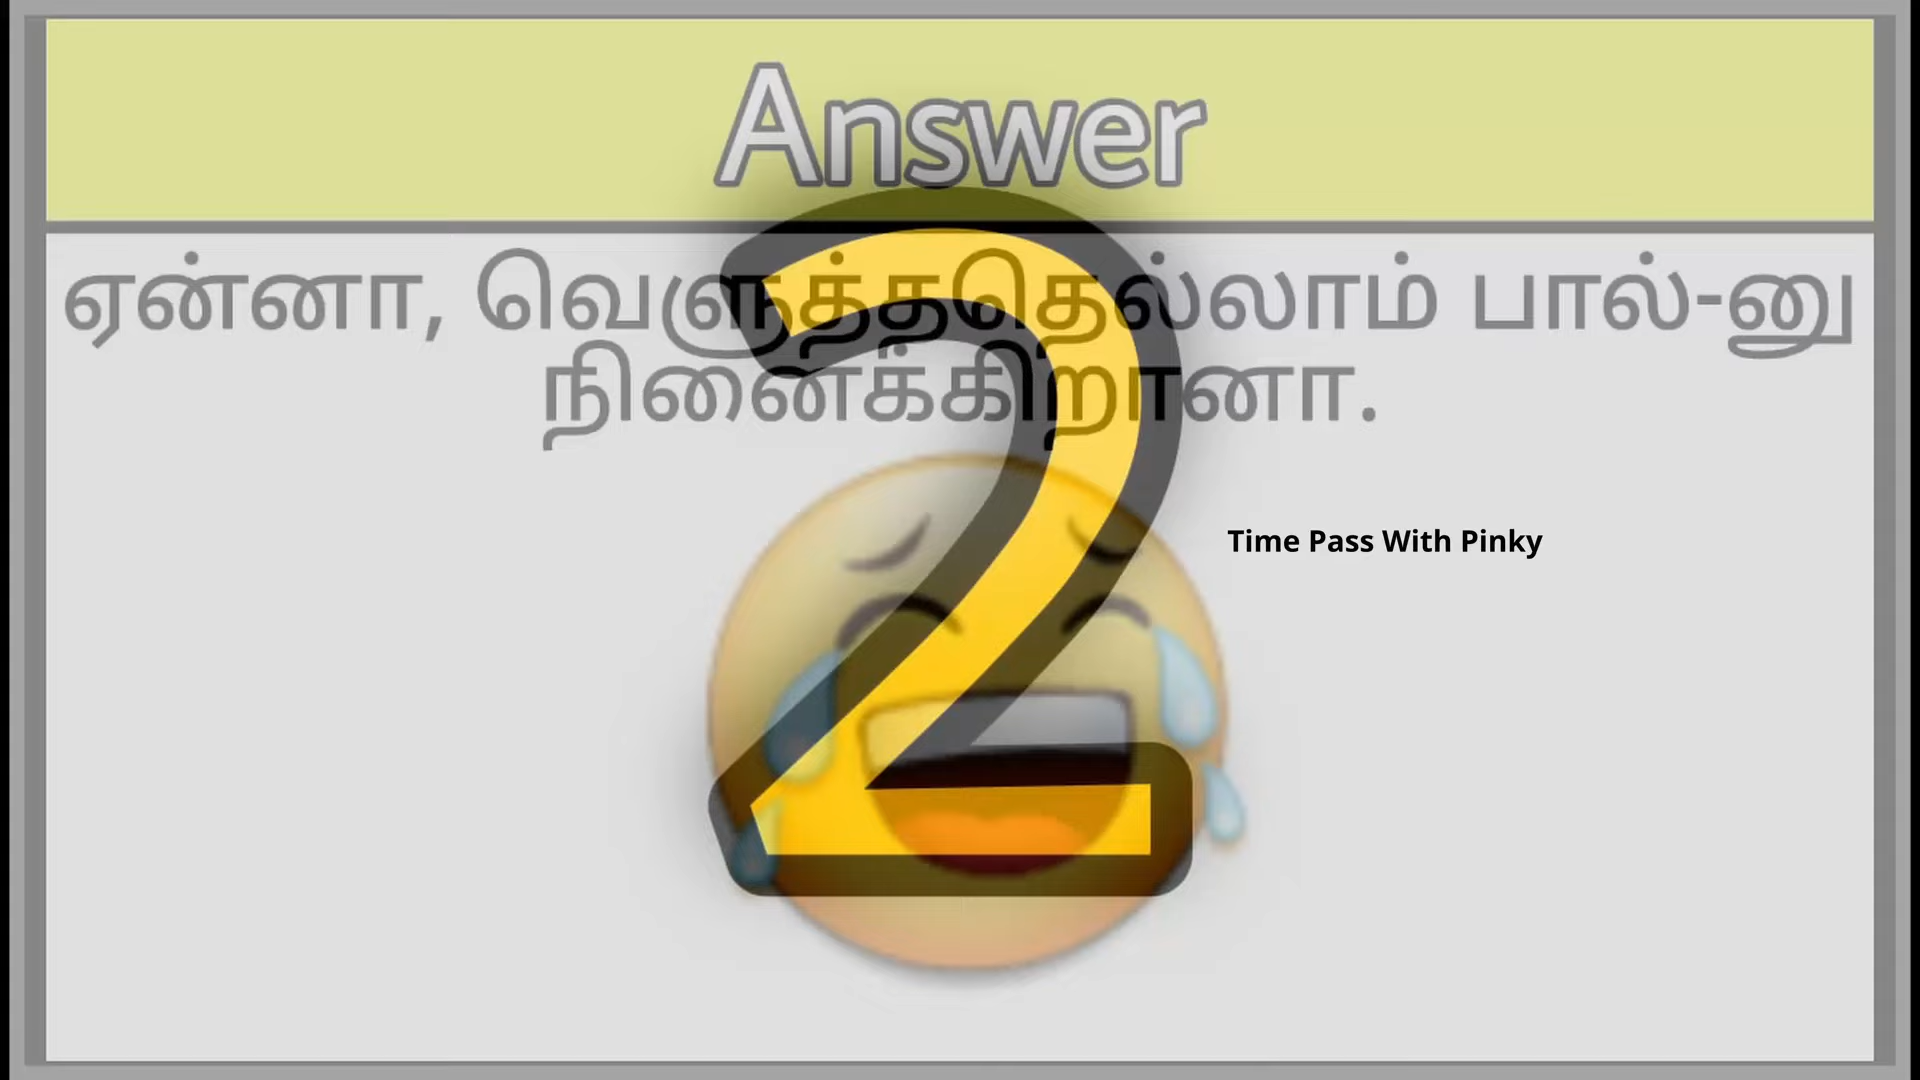 Answer
ஏன்னா, வெளுத்ததெல்லாம் பால்-னு
நினைக்கிறானா.
2
Time Pass With Pinky